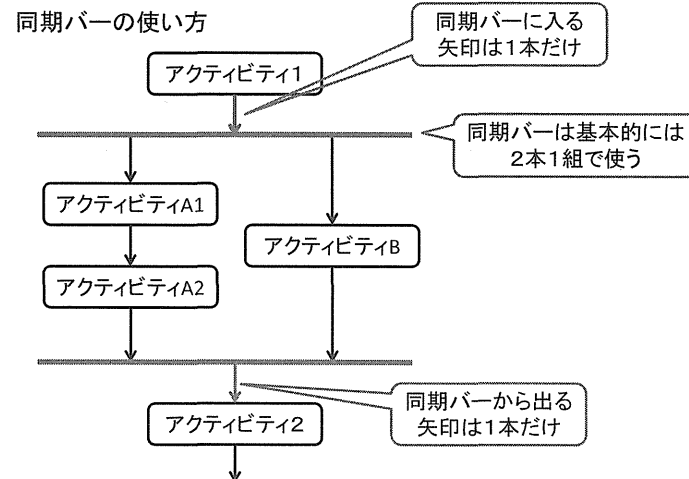 同期バーの使い方
同期バーに入る
矢印は1本だけ
アクティビティ1
同期バーは基本的には
2本1組で使う
アクティビティA1
アクティビティB
アクティビティA2
同期バーから出る
矢印は1本だけ
アクティビティ2